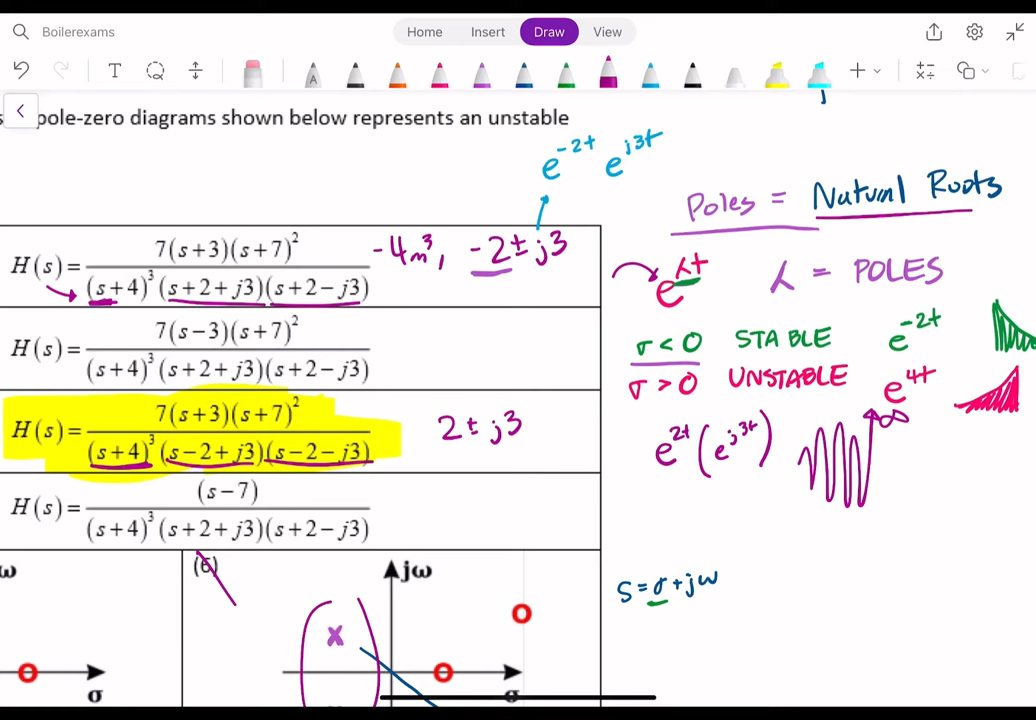 Boilerexams
Home Insert Draw View
pole-zero diagrams shown below represents an unstable
e^{-2t} e^{j3t}
Poles = Natural Roots
H(s) = 7(s+3)(s+7)^2 / (s+4)^3(s+2+j3)(s+2−j3) -4m^3, -2±j3
e^{λt} λ = POLES
H(s) = 7(s−3)(s+7)^2 / (s+4)^3(s+2+j3)(s+2−j3)
σ < 0 STABLE e^{-2t}
σ > 0 UNSTABLE e^{4t}
H(s) = 7(s+3)(s+7)^2 / (s+4)^3(s−2+j3)(s−2−j3) 2±j3
e^{2t}(e^{j3t}) ∞
H(s) = (s−7) / (s+4)^3(s+2+j3)(s+2−j3)
ω (6) jω
s = σ + jω
X
σ σ